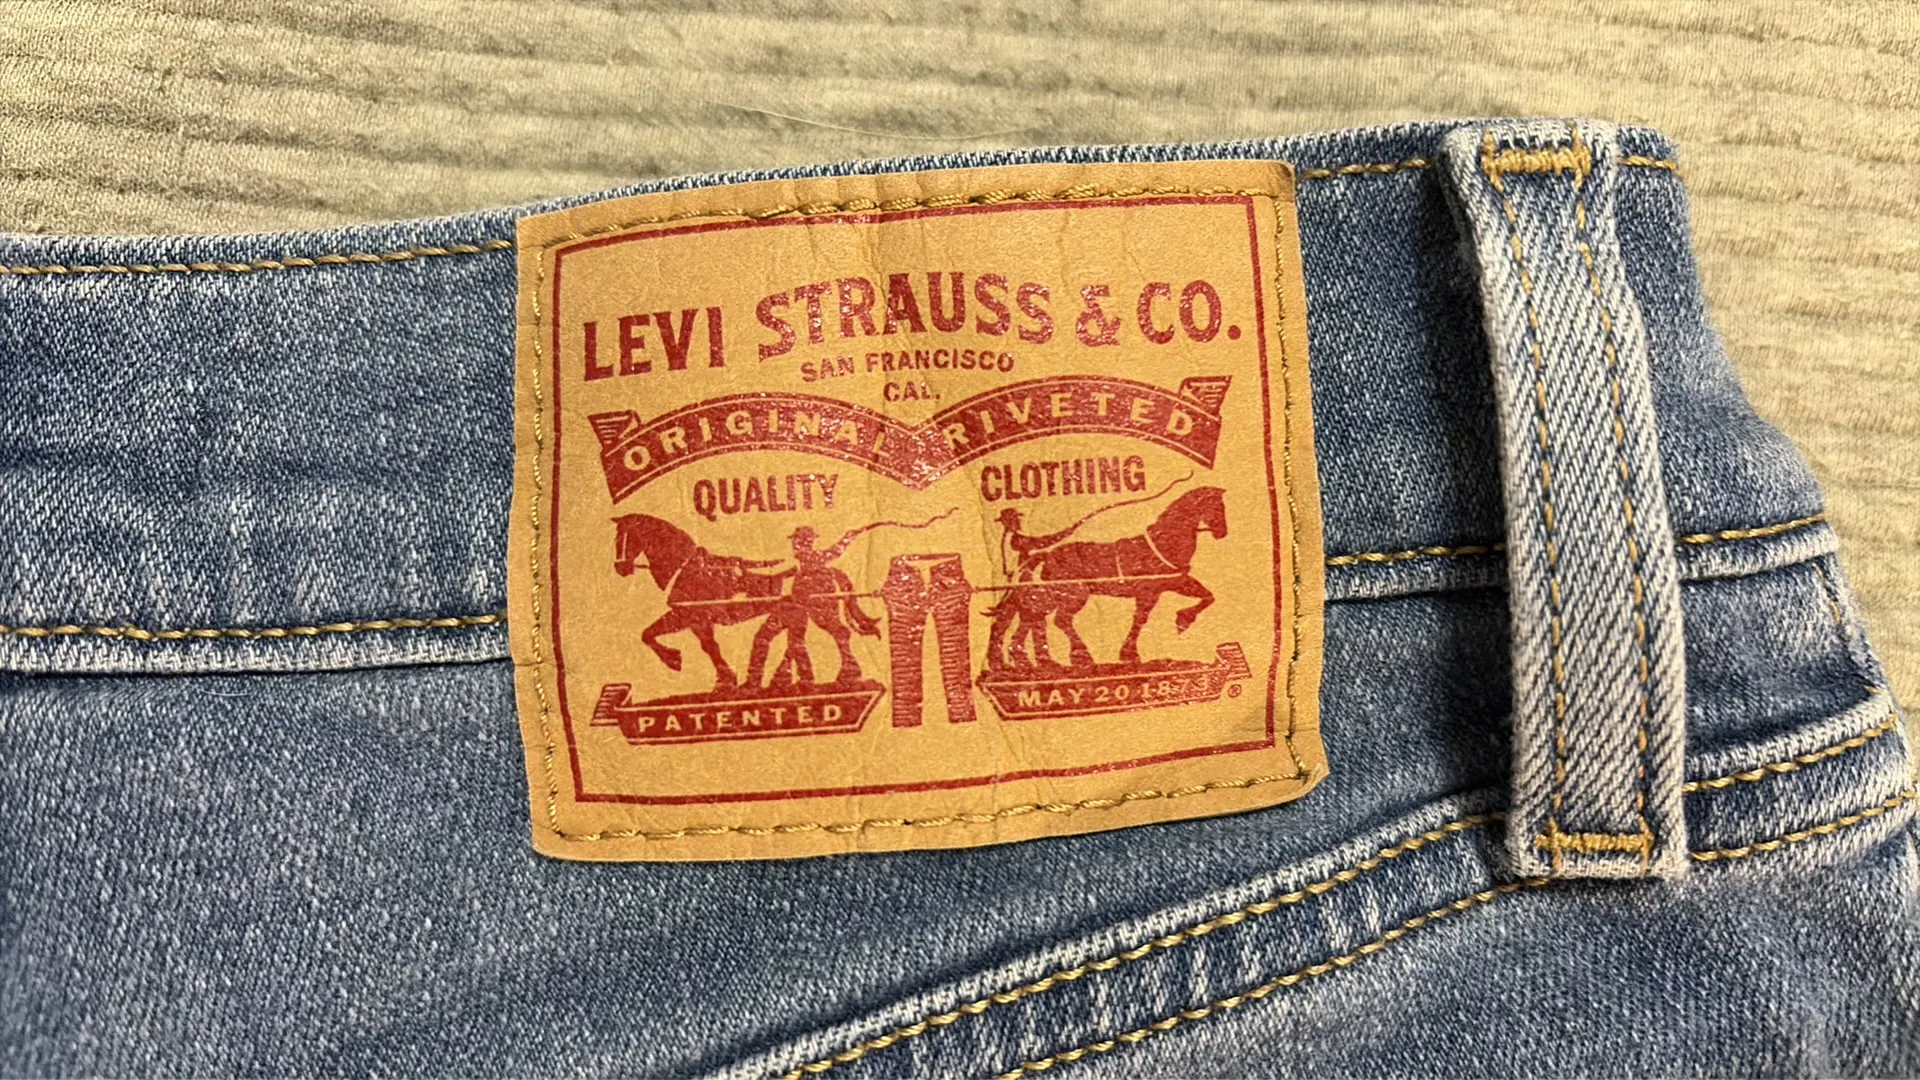 LEVI STRAUSS & CO.
SAN FRANCISCO
CAL.
ORIGINAL RIVETED
QUALITY CLOTHING
PATENTED MAY 20 1873 ®